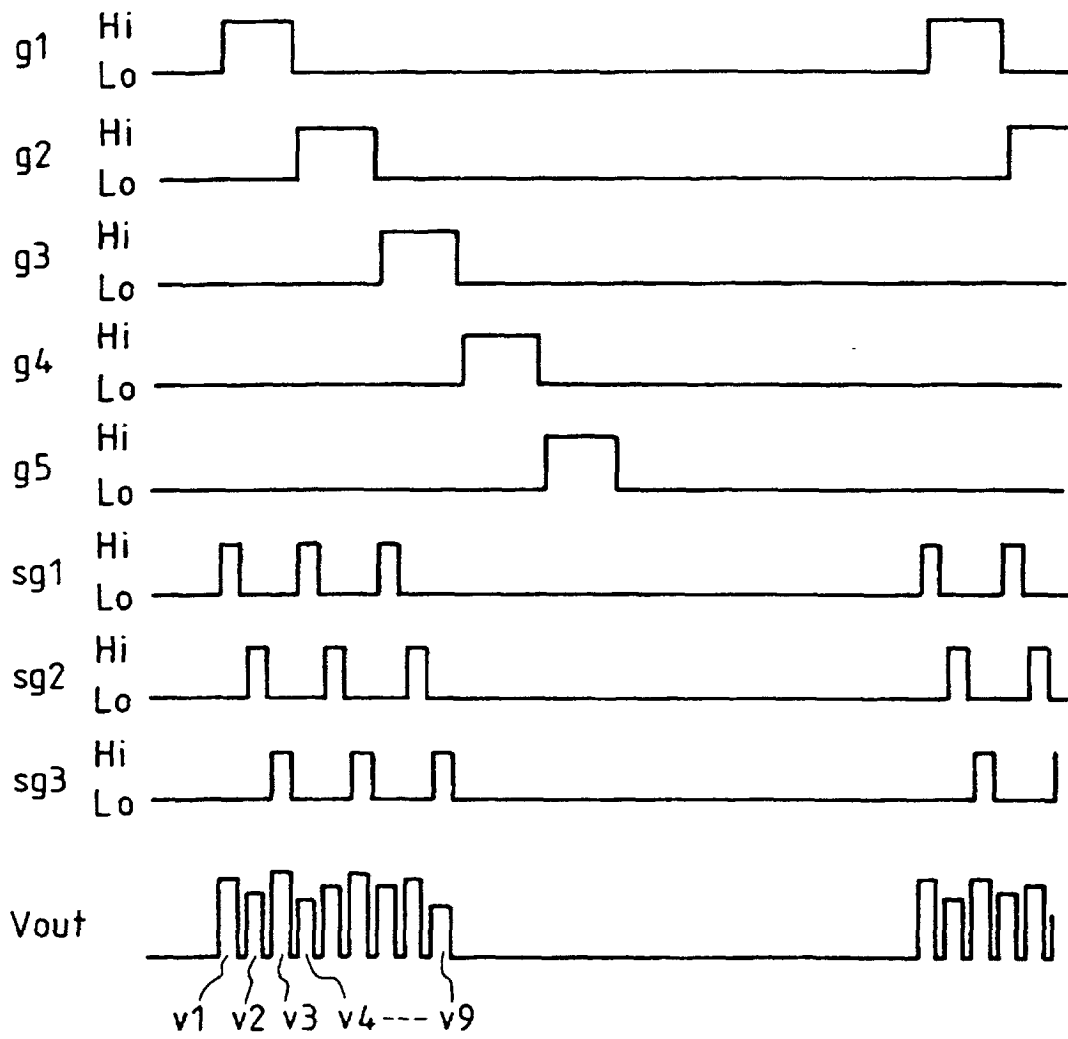 g1 Hi
Lo
g2 Hi
Lo
g3 Hi
Lo
g4 Hi
Lo
g5 Hi
Lo
sg1 Hi
Lo
sg2 Hi
Lo
sg3 Hi
Lo
Vout
v1 v2 v3 v4 --- v9